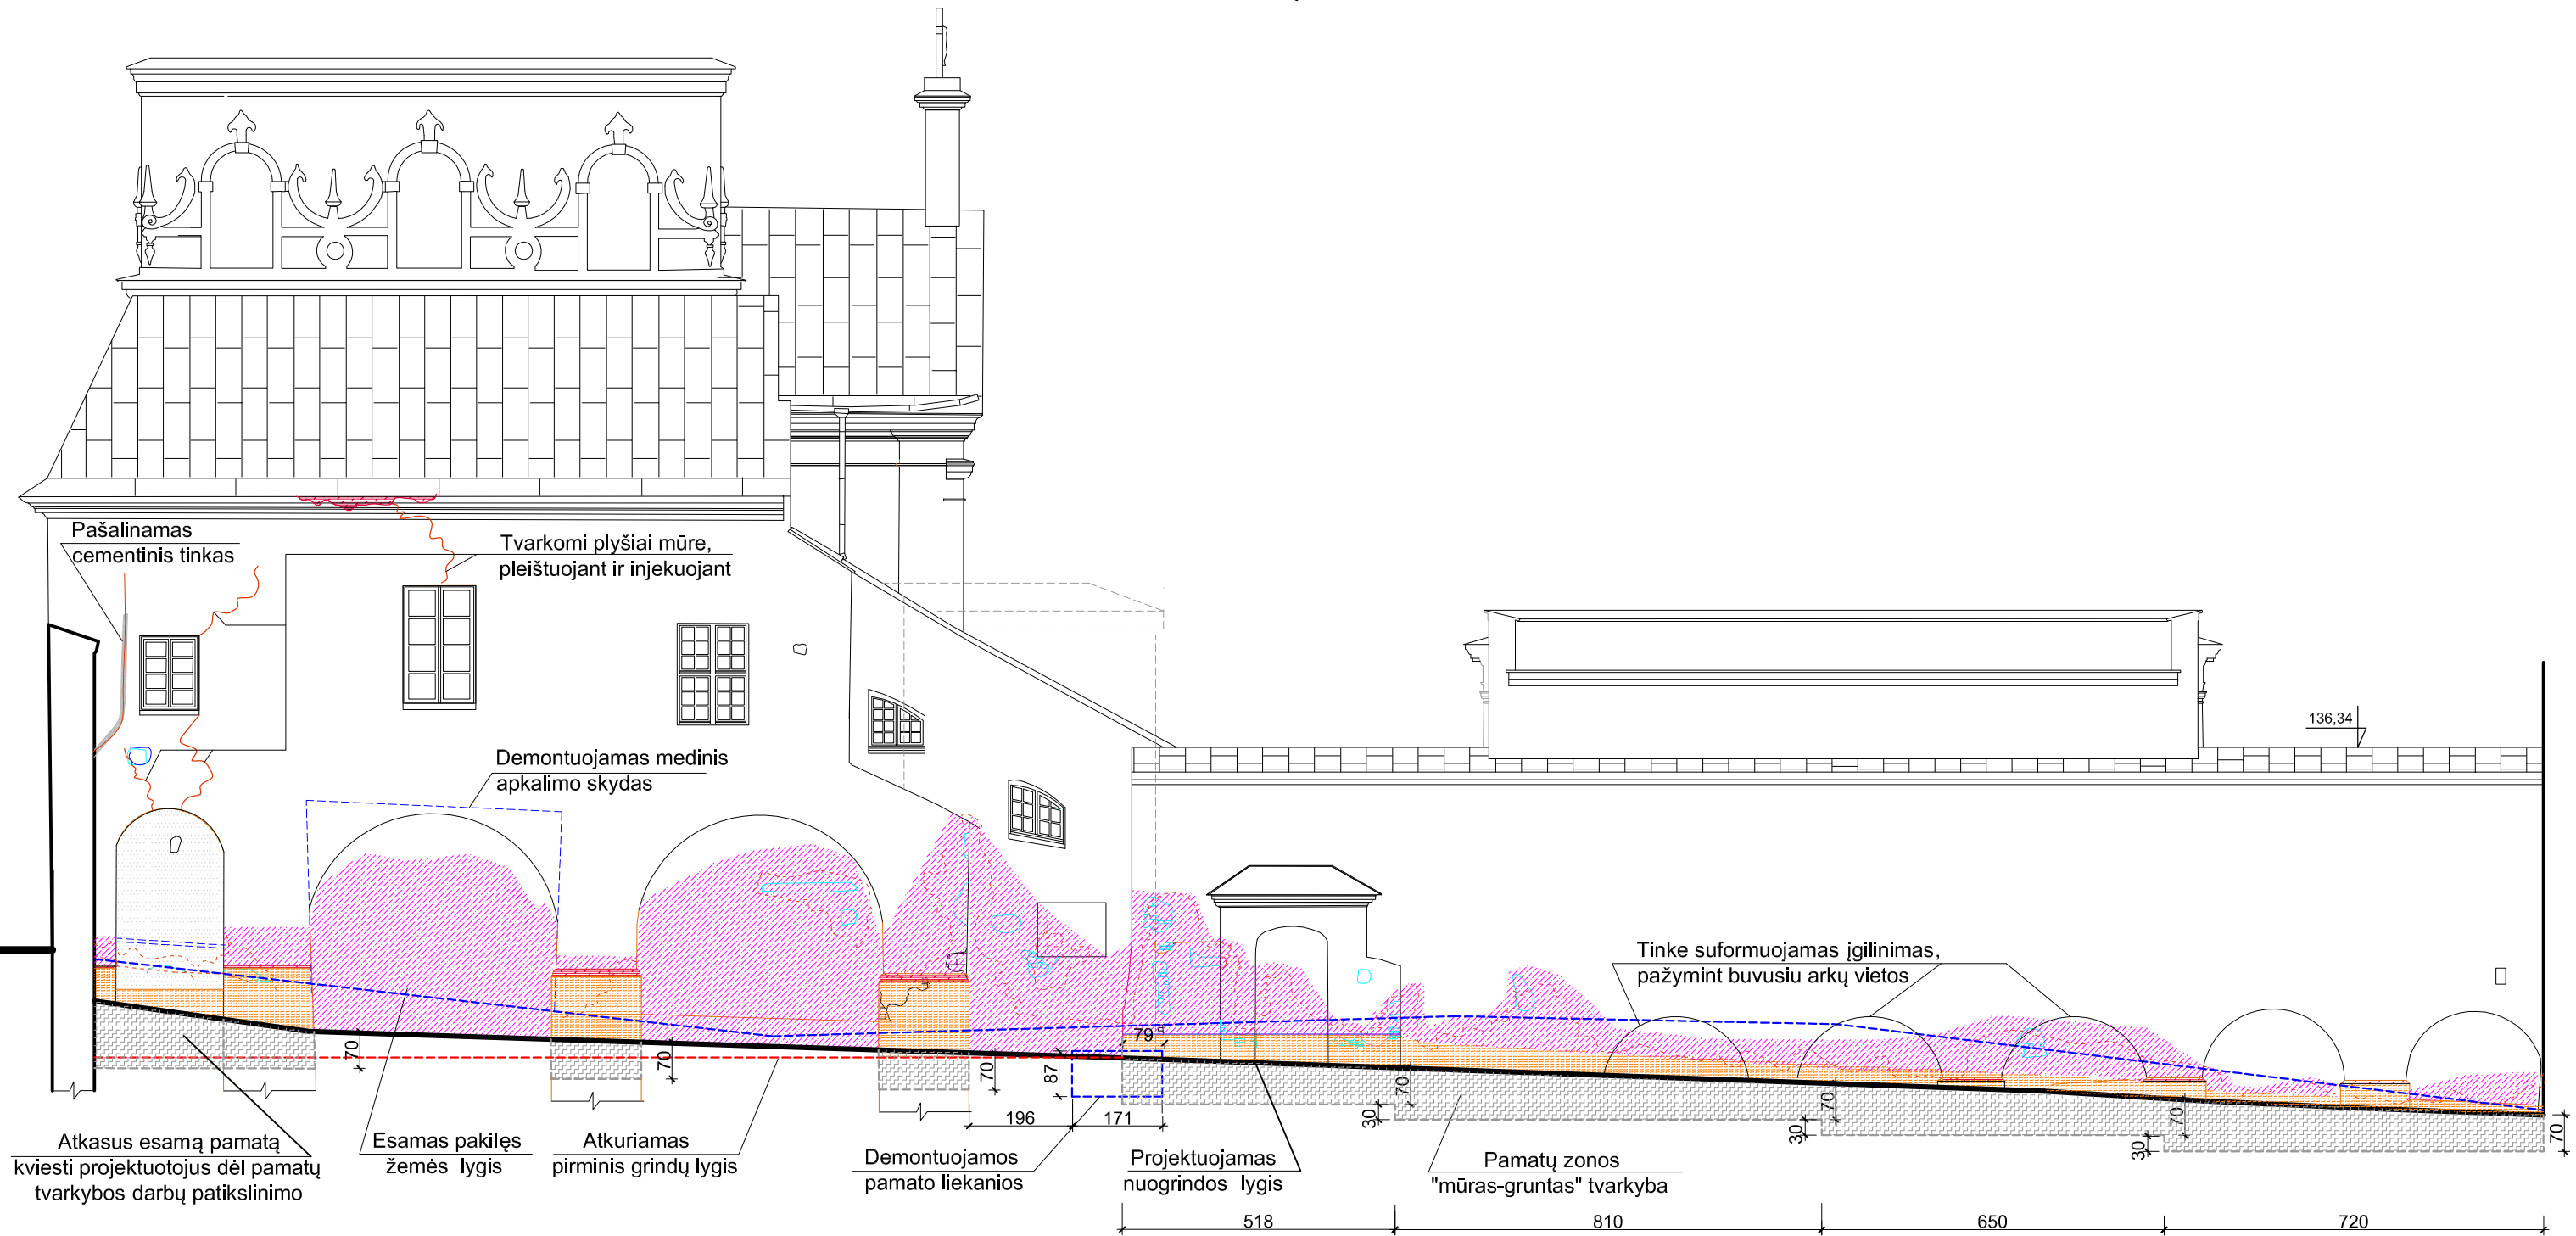 Pašalinamas
cementinis tinkas
Tvarkomi plyšiai mūre,
pleištuojant ir injekuojant
136,34
Demontuojamas medinis
apkalimo skydas
Tinke suformuojamas įgilinimas,
pažymint buvusiu arkų vietos
79
70
70
70
87
70
70
70
30
30
30
70
196
171
Atkasus esamą pamatą
kviesti projektuotojus dėl pamatų
tvarkybos darbų patikslinimo
Esamas pakilęs
žemės lygis
Atkuriamas
pirminis grindų lygis
Demontuojamos
pamato liekanios
Projektuojamas
nuogrindos lygis
Pamatų zonos
"mūras-gruntas" tvarkyba
518
810
650
720